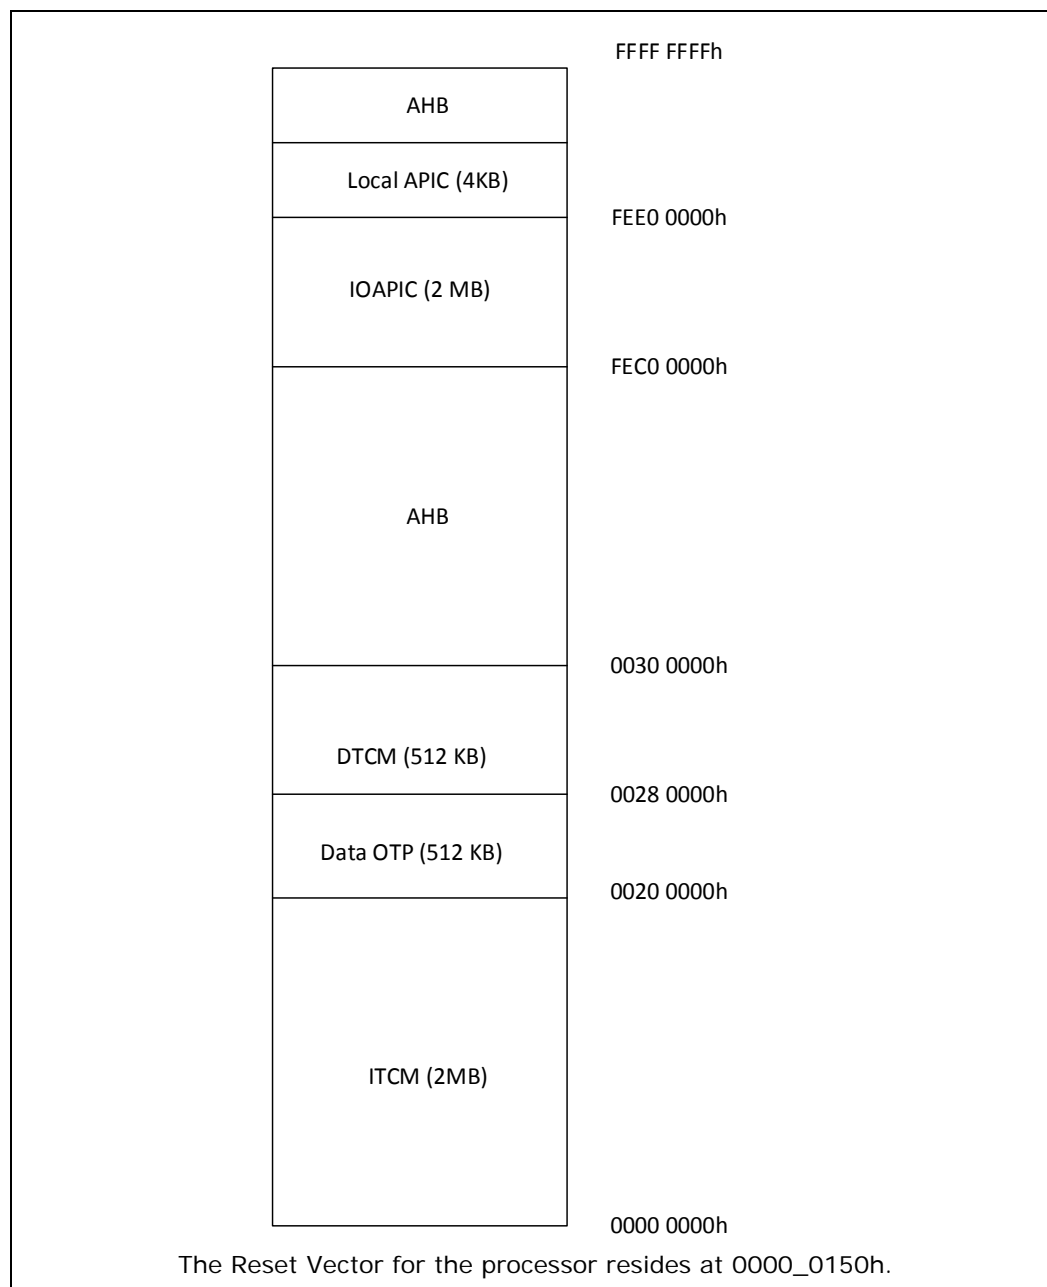 FFFF FFFFh
AHB
Local APIC (4KB)
FEE0 0000h
IOAPIC (2 MB)
FEC0 0000h
AHB
0030 0000h
DTCM (512 KB)
0028 0000h
Data OTP (512 KB)
0020 0000h
ITCM (2MB)
0000 0000h
The Reset Vector for the processor resides at 0000_0150h.